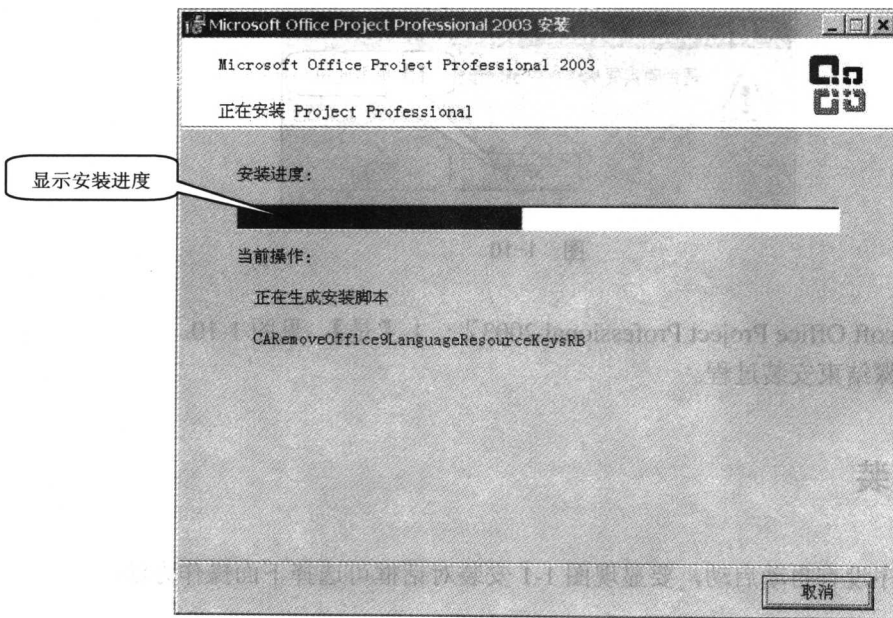 Microsoft Office Project Professional 2003 安装
Microsoft Office Project Professional 2003
正在安装 Project Professional
安装进度:
显示安装进度
当前操作:
正在生成安装脚本
CARemoveOffice9LanguageResourceKeysRB
取消